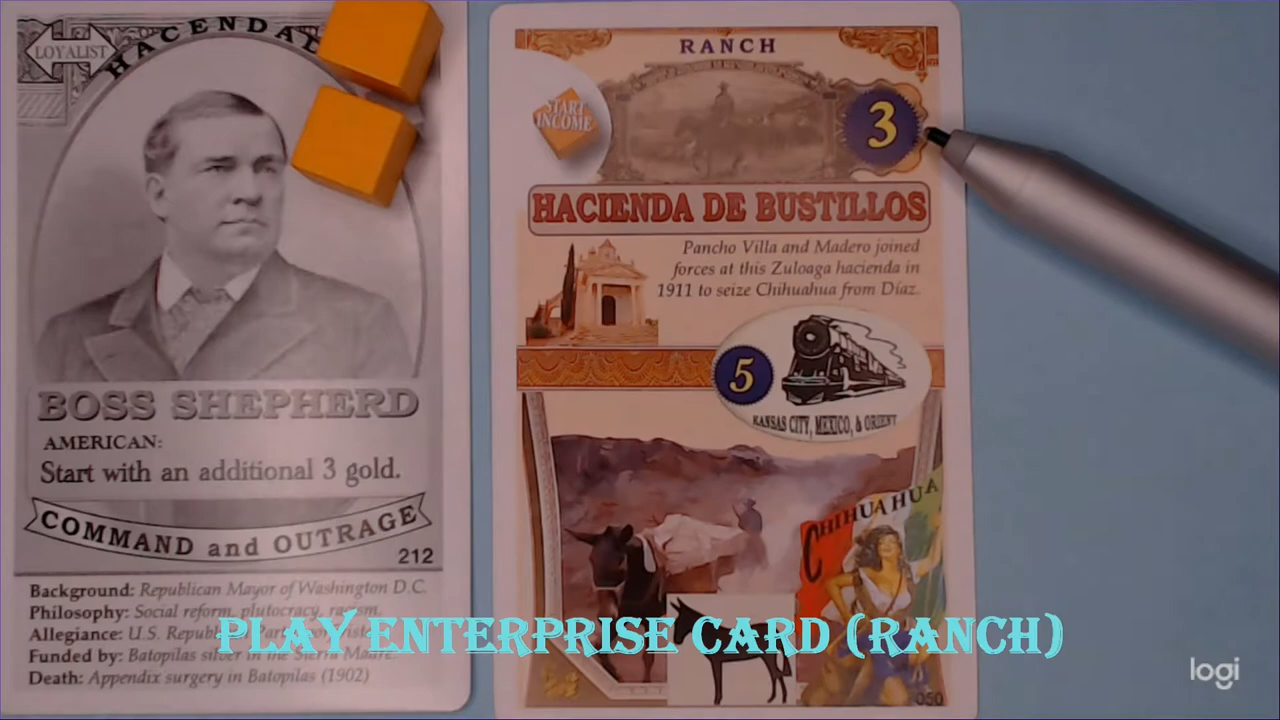 LOYALIST
HACENDAD
BOSS SHEPHERD
AMERICAN:
Start with an additional 3 gold.
COMMAND and OUTRAGE
212
Background: Republican Mayor of Washington D.C.
Philosophy: Social reform, plutocracy, racism.
Allegiance: U.S.
Funded by: Batopilas silver in the Sierra Madre.
Death: Appendix surgery in Batopilas (1902)
RANCH
START
INCOME
3
HACIENDA DE BUSTILLOS
Pancho Villa and Madero joined
forces at this Zuloaga hacienda in
1911 to seize Chihuahua from Díaz.
5
KANSAS CITY, MEXICO, & ORIENT
CHIHUAHUA
050
PLAY ENTERPRISE CARD (RANCH)
logi